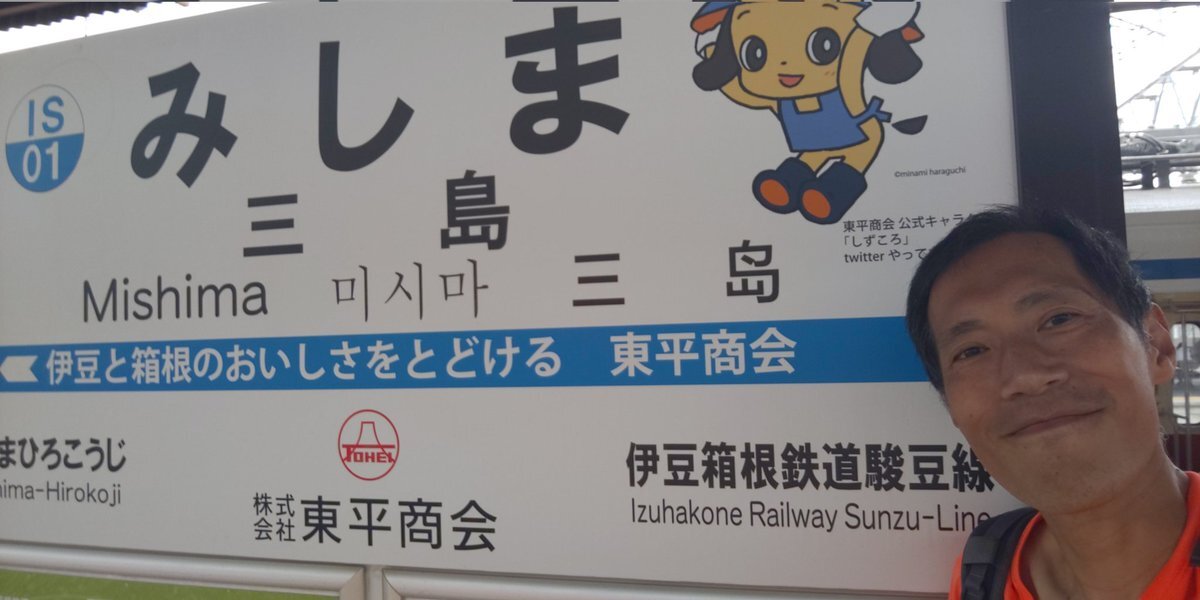 IS
01
みしま
©minami haraguchi
三島
東平商会 公式キャラ
「しずころ」
twitter やって
Mishima 미시마 三 岛
伊豆と箱根のおいしさをとどける 東平商会
まひろこうじ
ima-Hirokoji
TOHEI
株式会社 東平商会
伊豆箱根鉄道駿豆線
Izuhakone Railway Sunzu-Line